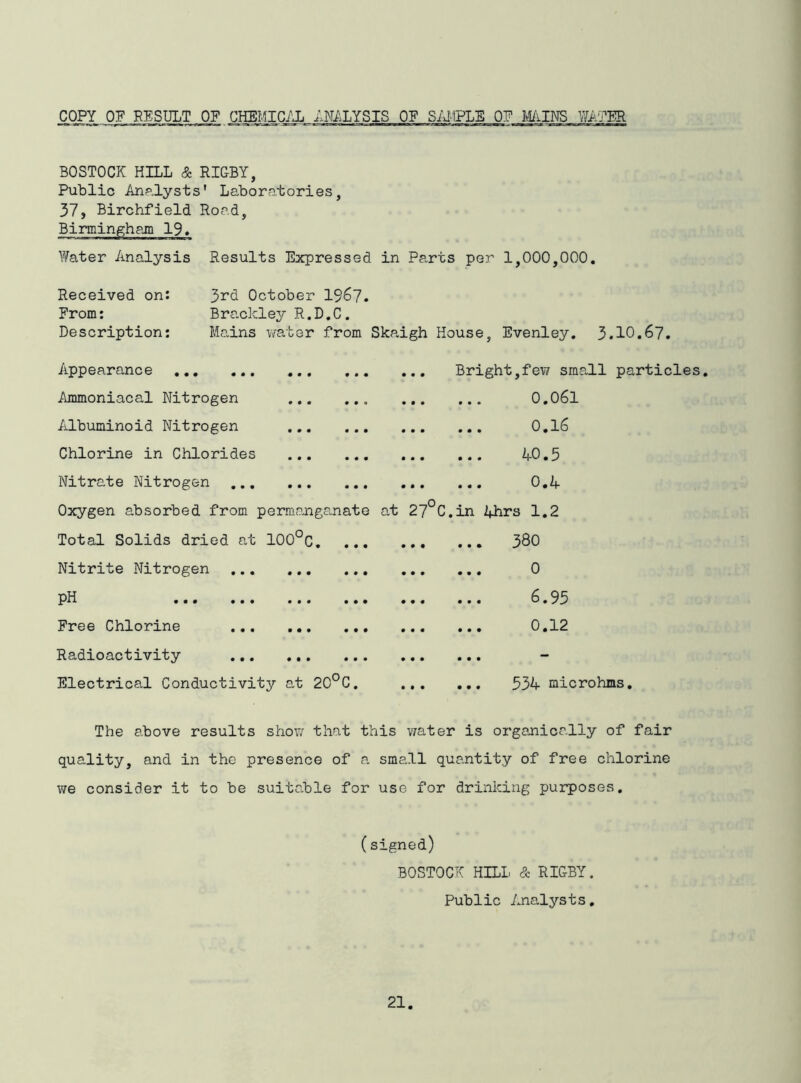 COPY OF RESULT OF CHEMICAL ANALYSIS OF SAMPLE OF MAINS WATER
BOSTOCK HILL & RIGBY,
Public Analysts' Laboratories,
37, Birchfield Road,
Birmingham 19.
Water Analysis Results Expressed in Parts per 1,000,000.
Received on: 3rd October 1967.
From: Brackley R.D.C.
Description: Mains water from Skaigh House, Evenley. 3.10.67.
Appearance ... ... ... ... ... Bright,few small particles.
Ammoniacal Nitrogen ... ... ... ... 0.061
Albuminoid Nitrogen ... ... ... ... 0.16
Chlorine in Chlorides ... ... ... ... 40.5
Nitrate Nitrogen ... ... ... ... ... 0.4
Oxygen absorbed from permanganate at 27°C.in 4hrs 1.2
Total Solids dried at 100°C. ... ... ... 380
Nitrite Nitrogen ... ... ... ... ... 0
pH ... ... ... ... ... ... 6.95
Free Chlorine ... ... ... ... ... 0.12
Radioactivity ... ... ... ... ... -
Electrical Conductivity at 20°C. ... ... 534 microhms.
The above results show that this water is organically of fair
quality, and in the presence of a small quantity of free chlorine
we consider it to be suitable for use for drinking purposes.
(signed)
BOSTOCK HILL & RIGBY.
Public Analysts.
21.